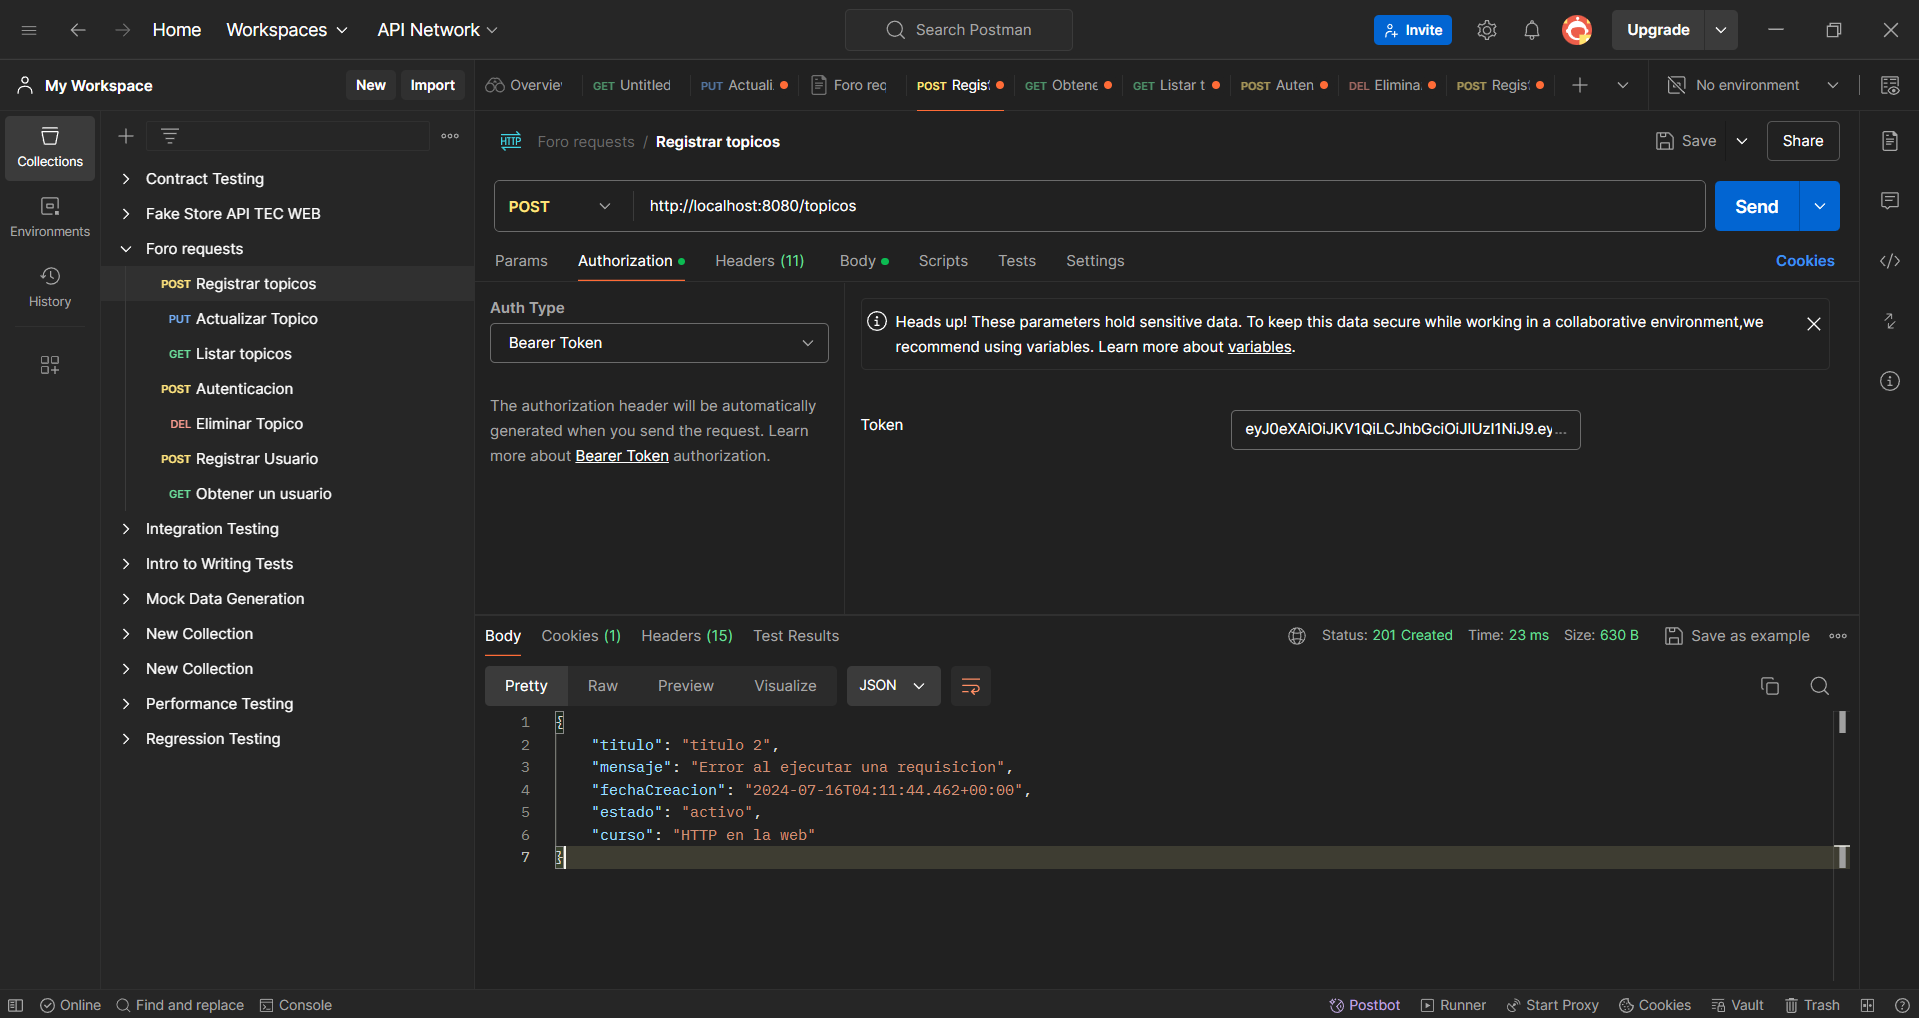 Home Workspaces API Network Search Postman Invite Upgrade
My Workspace New Import Overvie GET Untitled PUT Actuali. Foro rec POST Regis GET Obtene GET Listar t POST Auten DEL Elimina. POST Regis No environment
Collections
Environments
History
Contract Testing
Fake Store API TEC WEB
Foro requests
POST Registrar topicos
PUT Actualizar Topico
GET Listar topicos
POST Autenticacion
DEL Eliminar Topico
POST Registrar Usuario
GET Obtener un usuario
Integration Testing
Intro to Writing Tests
Mock Data Generation
New Collection
New Collection
Performance Testing
Regression Testing
HTTP Foro requests / Registrar topicos Save Share
POST http://localhost:8080/topicos Send
Params Authorization Headers (11) Body Scripts Tests Settings Cookies
Auth Type
Bearer Token
The authorization header will be automatically
generated when you send the request. Learn
more about Bearer Token authorization.
Heads up! These parameters hold sensitive data. To keep this data secure while working in a collaborative environment,we
recommend using variables. Learn more about variables.
Token eyJ0eXAiOiJKV1QiLCJhbGciOiJIUzI1NiJ9.ey...
Body Cookies (1) Headers (15) Test Results Status: 201 Created Time: 23 ms Size: 630 B Save as example
Pretty Raw Preview Visualize JSON
1 {
2 "titulo": "titulo 2",
3 "mensaje": "Error al ejecutar una requisicion",
4 "fechaCreacion": "2024-07-16T04:11:44.462+00:00",
5 "estado": "activo",
6 "curso": "HTTP en la web"
7 }
Online Find and replace Console Postbot Runner Start Proxy Cookies Vault Trash